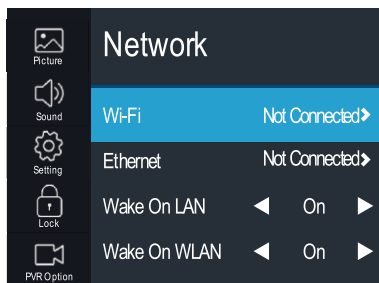 Network
Picture
Sound
Setting
Lock
PVR Option
Wi-Fi Not Connected
Ethernet Not Connected
Wake On LAN On
Wake On WLAN On